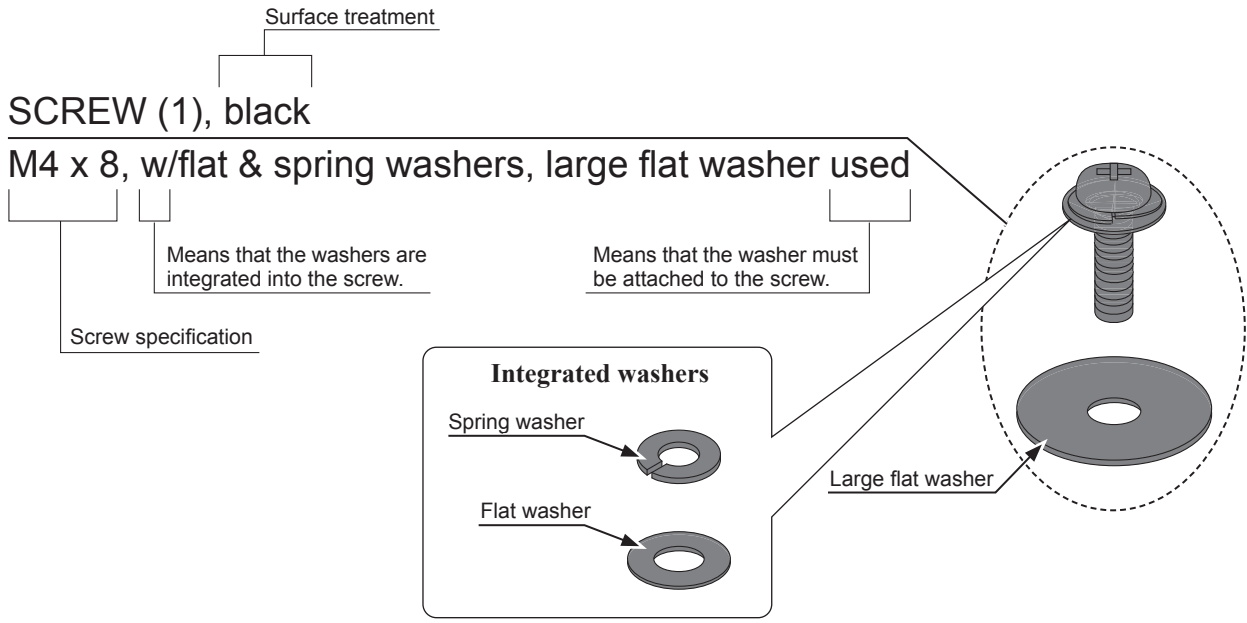 Surface treatment
SCREW (1), black
M4 x 8, w/flat & spring washers, large flat washer used
Means that the washers are
integrated into the screw.
Means that the washer must
be attached to the screw.
Screw specification
Integrated washers
Spring washer
Flat washer
Large flat washer